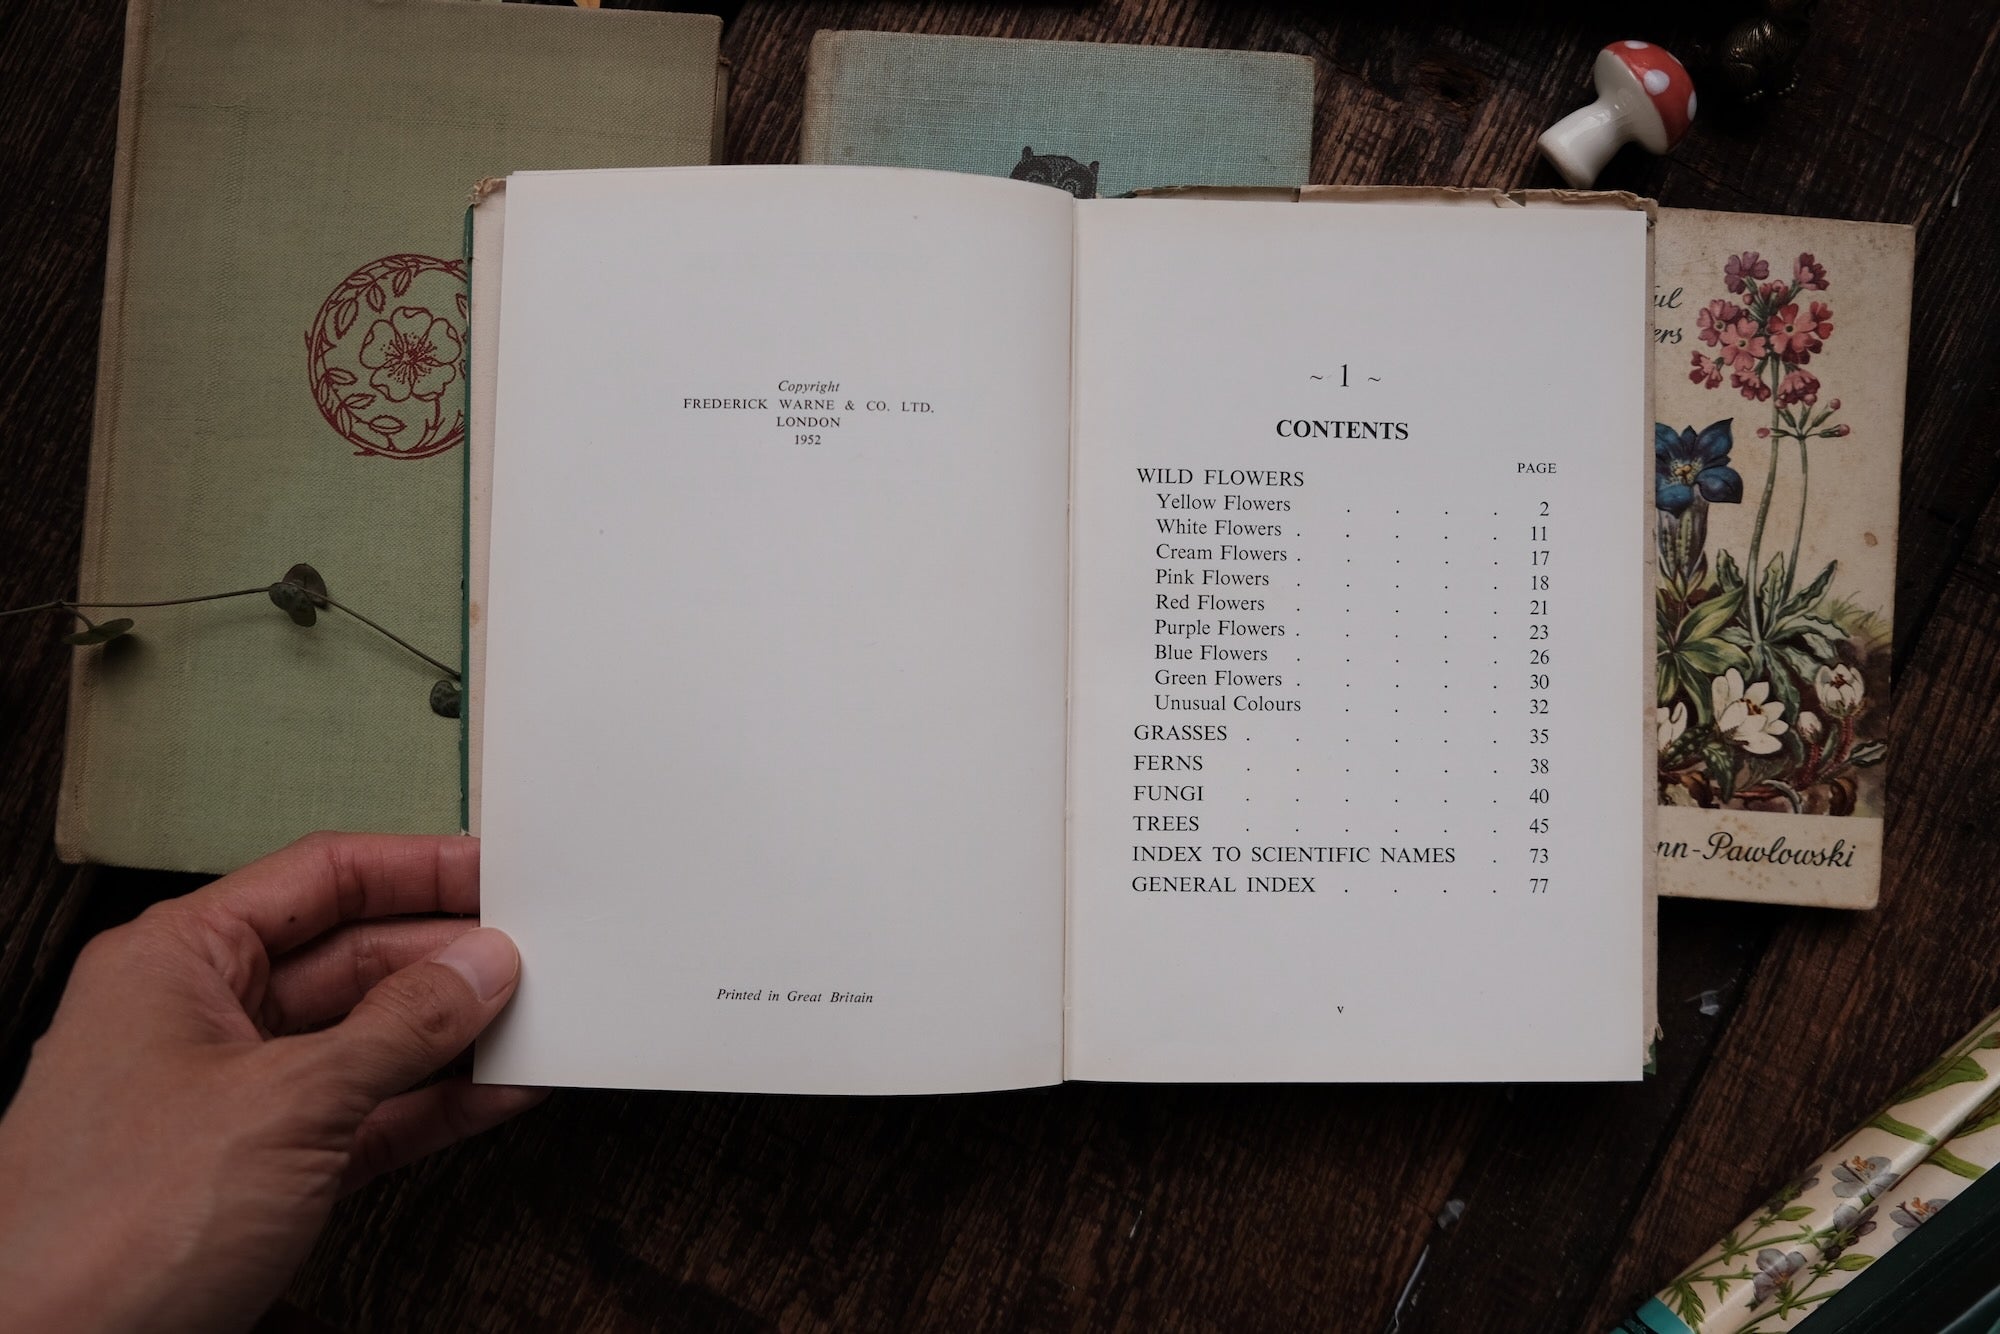 Copyright
FREDERICK WARNE & CO. LTD.
LONDON
1952
Printed in Great Britain
~ 1 ~
CONTENTS
PAGE
WILD FLOWERS
Yellow Flowers . . . . 2
White Flowers . . . . . 11
Cream Flowers . . . . . 17
Pink Flowers . . . . . 18
Red Flowers . . . . . 21
Purple Flowers . . . . . 23
Blue Flowers . . . . . 26
Green Flowers . . . . . 30
Unusual Colours . . . . 32
GRASSES . . . . . . 35
FERNS . . . . . . 38
FUNGI . . . . . . 40
TREES . . . . . . 45
INDEX TO SCIENTIFIC NAMES . 73
GENERAL INDEX . . . . 77
v
ul
ers
nn-Pawlowski